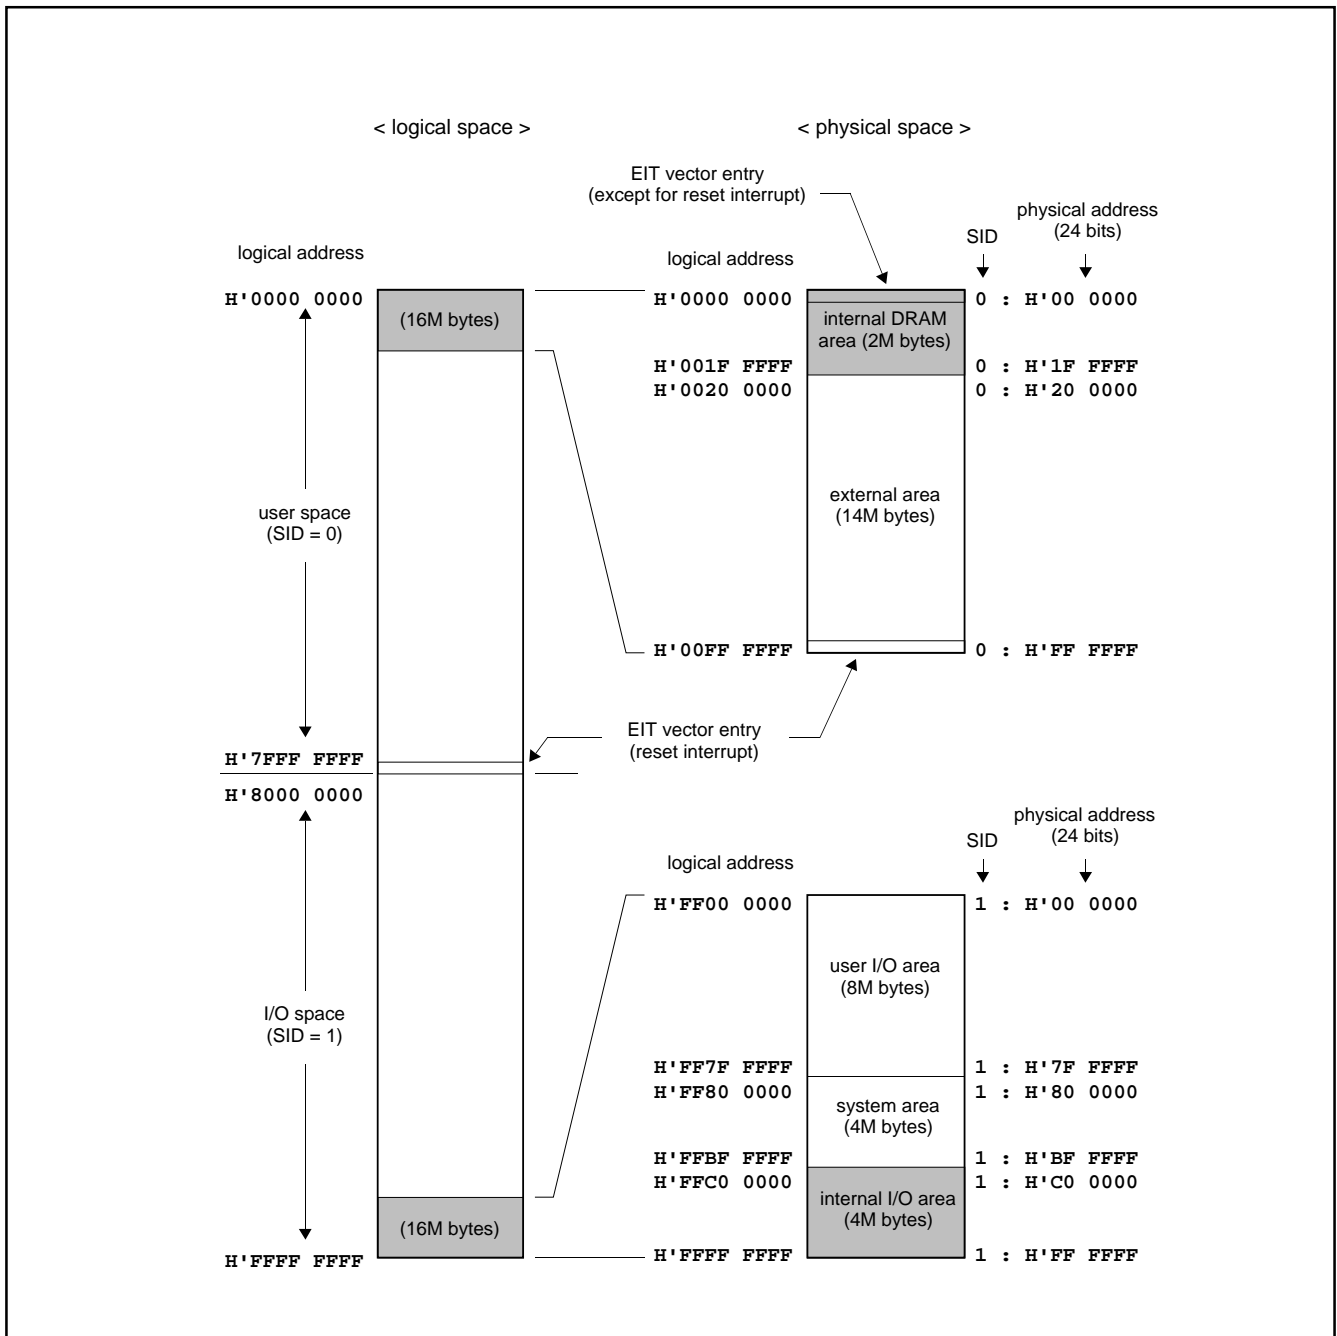 < logical space >
< physical space >
EIT vector entry
(except for reset interrupt)
physical address
(24 bits)
SID
logical address
logical address
H'0000 0000
(16M bytes)
H'0000 0000
0 : H'00 0000
internal DRAM
area (2M bytes)
H'001F FFFF
0 : H'1F FFFF
H'0020 0000
0 : H'20 0000
external area
(14M bytes)
user space
(SID = 0)
H'00FF FFFF
0 : H'FF FFFF
EIT vector entry
(reset interrupt)
H'7FFF FFFF
H'8000 0000
physical address
(24 bits)
SID
logical address
H'FF00 0000
1 : H'00 0000
user I/O area
(8M bytes)
I/O space
(SID = 1)
H'FF7F FFFF
1 : H'7F FFFF
H'FF80 0000
1 : H'80 0000
system area
(4M bytes)
H'FFBF FFFF
1 : H'BF FFFF
H'FFC0 0000
1 : H'C0 0000
internal I/O area
(4M bytes)
(16M bytes)
H'FFFF FFFF
H'FFFF FFFF
1 : H'FF FFFF